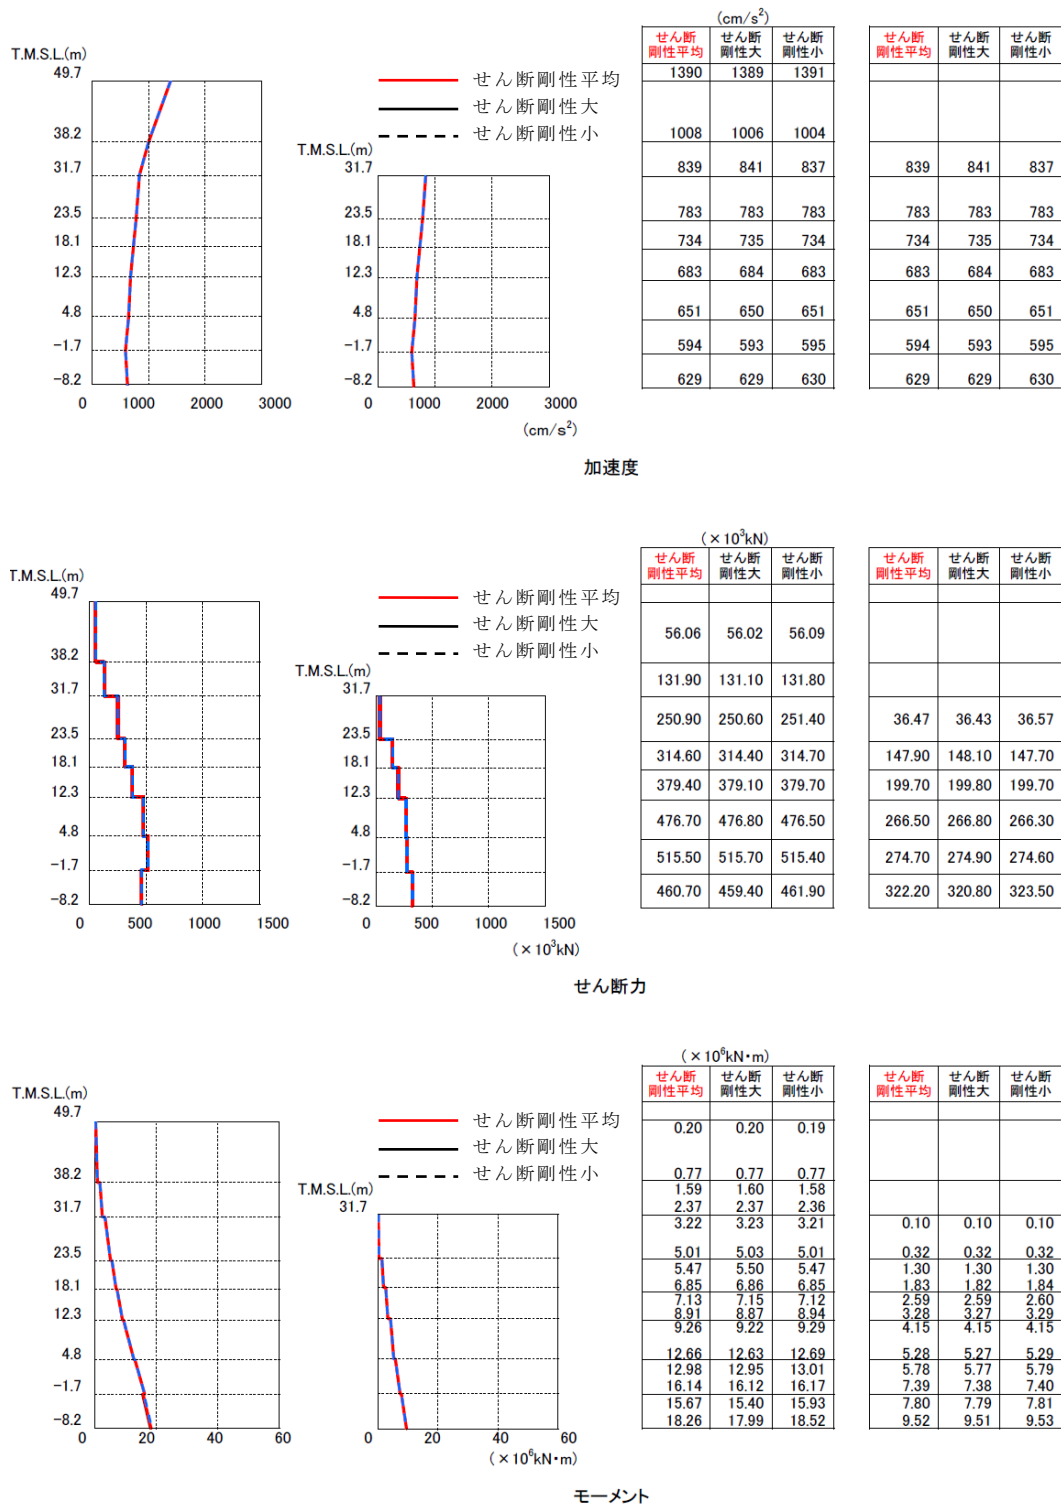 (cm/s²)
せん断剛性平均 せん断剛性大 せん断剛性小 せん断剛性平均 せん断剛性大 せん断剛性小
T.M.S.L.(m)
49.7
38.2
31.7
23.5
18.1
12.3
4.8
-1.7
-8.2
0 1000 2000 3000
せん断剛性平均
せん断剛性大
せん断剛性小
T.M.S.L.(m)
31.7
23.5
18.1
12.3
4.8
-1.7
-8.2
0 1000 2000 3000
(cm/s²)
1390 1389 1391
1008 1006 1004
839 841 837 839 841 837
783 783 783 783 783 783
734 735 734 734 735 734
683 684 683 683 684 683
651 650 651 651 650 651
594 593 595 594 593 595
629 629 630 629 629 630
加速度
(×10³kN)
せん断剛性平均 せん断剛性大 せん断剛性小 せん断剛性平均 せん断剛性大 せん断剛性小
T.M.S.L.(m)
49.7
38.2
31.7
23.5
18.1
12.3
4.8
-1.7
-8.2
0 500 1000 1500
せん断剛性平均
せん断剛性大
せん断剛性小
T.M.S.L.(m)
31.7
23.5
18.1
12.3
4.8
-1.7
-8.2
0 500 1000 1500
(×10³kN)
56.06 56.02 56.09
131.90 131.10 131.80
250.90 250.60 251.40 36.47 36.43 36.57
314.60 314.40 314.70 147.90 148.10 147.70
379.40 379.10 379.70 199.70 199.80 199.70
476.70 476.80 476.50 266.50 266.80 266.30
515.50 515.70 515.40 274.70 274.90 274.60
460.70 459.40 461.90 322.20 320.80 323.50
せん断力
(×10⁶kN・m)
せん断剛性平均 せん断剛性大 せん断剛性小 せん断剛性平均 せん断剛性大 せん断剛性小
T.M.S.L.(m)
49.7
38.2
31.7
23.5
18.1
12.3
4.8
-1.7
-8.2
0 20 40 60
せん断剛性平均
せん断剛性大
せん断剛性小
T.M.S.L.(m)
31.7
0 20 40 60
(×10⁶kN・m)
0.20 0.20 0.19
0.77 0.77 0.77
1.59 1.60 1.58
2.37 2.37 2.36
3.22 3.23 3.21 0.10 0.10 0.10
5.01 5.03 5.01 0.32 0.32 0.32
5.47 5.50 5.47 1.30 1.30 1.30
6.85 6.86 6.85 1.83 1.82 1.84
7.13 7.15 7.12 2.59 2.59 2.60
8.91 8.87 8.94 3.28 3.27 3.29
9.26 9.22 9.29 4.15 4.15 4.15
12.66 12.63 12.69 5.28 5.27 5.29
12.98 12.95 13.01 5.78 5.77 5.79
16.14 16.12 16.17 7.39 7.38 7.40
15.67 15.40 15.93 7.80 7.79 7.81
18.26 17.99 18.52 9.52 9.51 9.53
モーメント